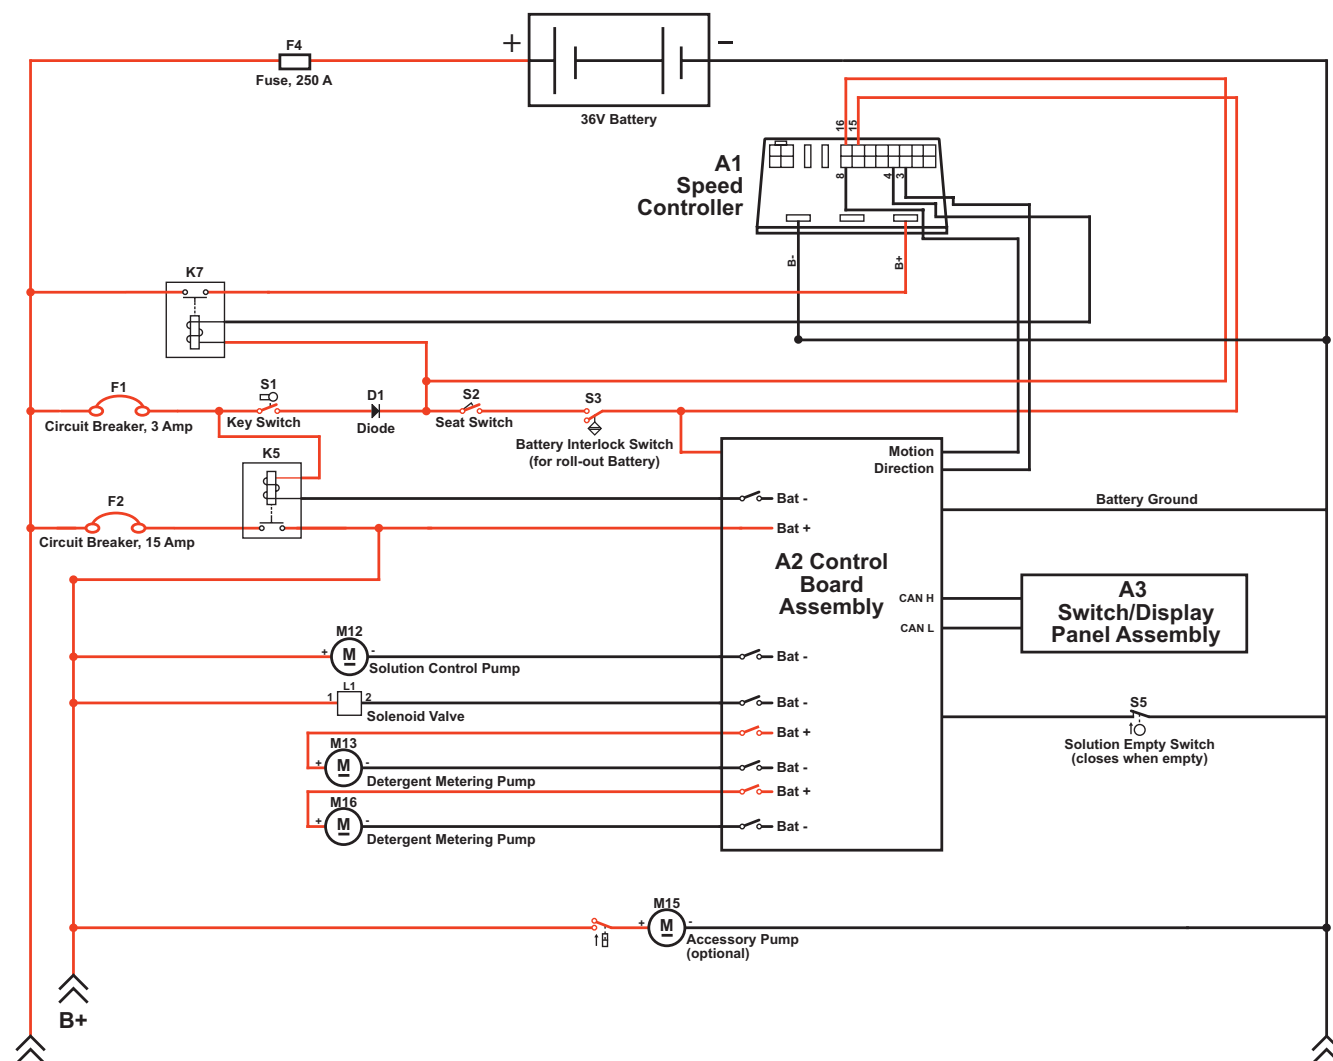 F4
Fuse, 250 A
+
-
36V Battery
16
15
A1
Speed
Controller
8
4
3
B-
B+
K7
F1
Circuit Breaker, 3 Amp
S1
Key Switch
D1
Diode
S2
Seat Switch
S3
Battery Interlock Switch
(for roll-out Battery)
K5
F2
Circuit Breaker, 15 Amp
Motion
Direction
Bat -
Bat +
Battery Ground
A2 Control
Board
Assembly
CAN H
CAN L
A3
Switch/Display
Panel Assembly
M12
+
M
-
Solution Control Pump
Bat -
L1
1
2
Solenoid Valve
Bat -
S5
Solution Empty Switch
(closes when empty)
Bat +
M13
+
M
-
Detergent Metering Pump
Bat -
Bat +
M16
+
M
-
Detergent Metering Pump
Bat -
M15
+
M
-
Accessory Pump
(optional)
B+